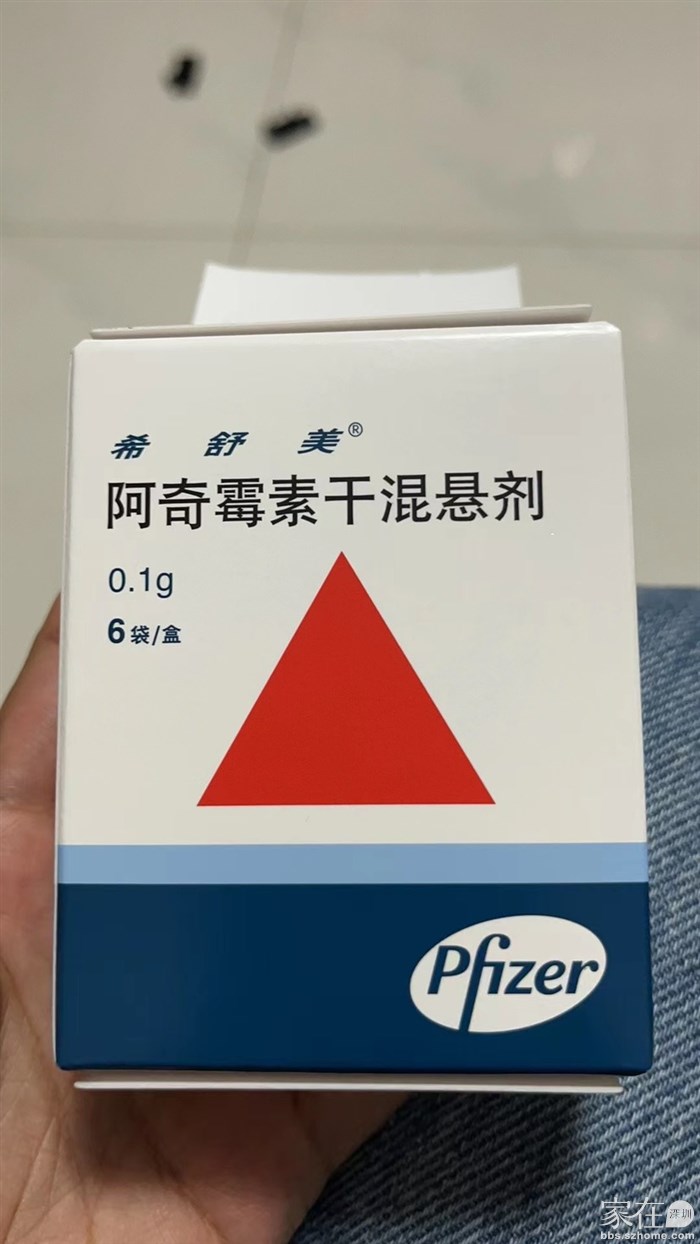 希舒美®
阿奇霉素干混悬剂
0.1g
6袋/盒
Pfizer
家在深圳
bbs.szhome.com